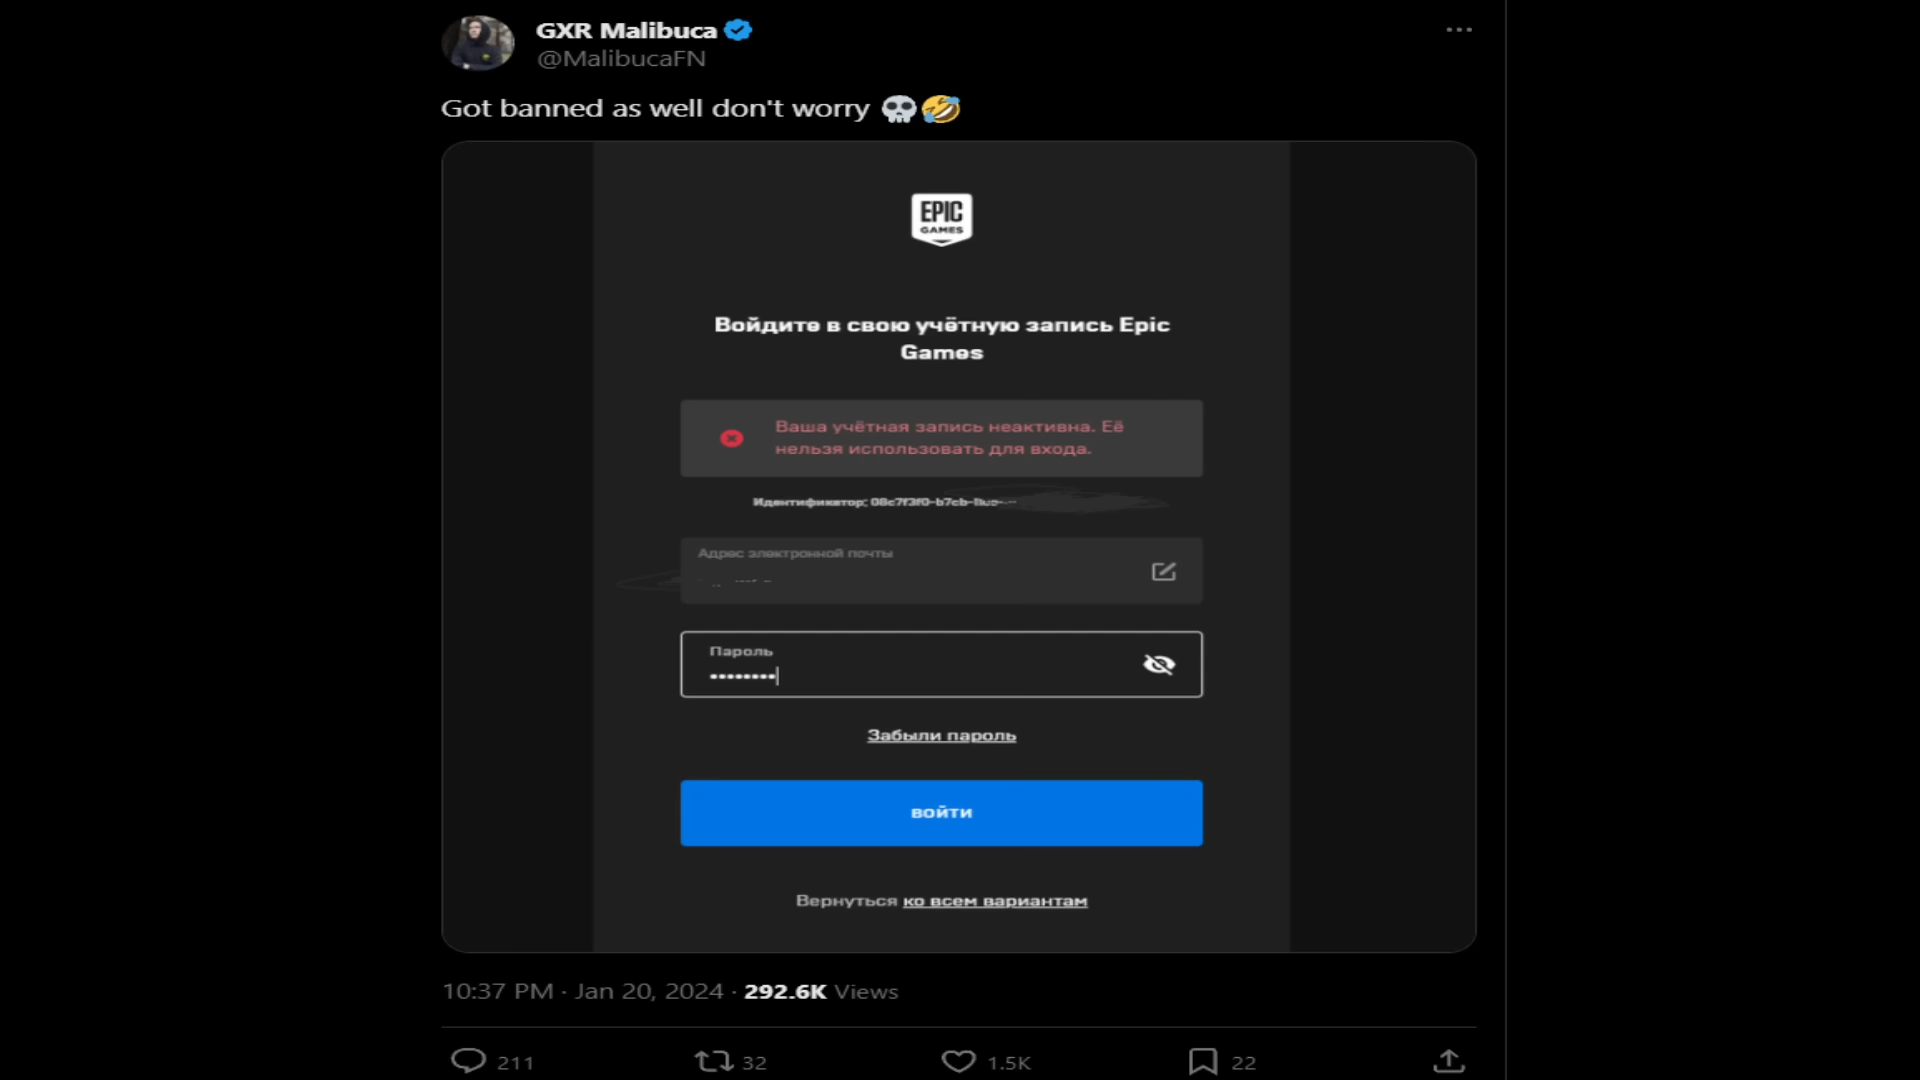 GXR Malibuca
@MalibucaFN
Got banned as well don't worry 💀🤣
EPIC
GAMES
Войдите в свою учётную запись Epic
Games
Ваша учётная запись неактивна. Её
нельзя использовать для входа.
Идентификатор:
Адрес электронной почты
Пароль
Забыли пароль
ВОЙТИ
Вернуться ко всем вариантам
10:37 PM · Jan 20, 2024 · 292.6K Views
211 32 1.5K 22